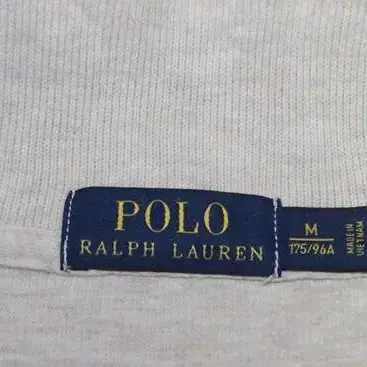 POLO
RALPH LAUREN
M
175/96A
MADE IN
VIETNAM